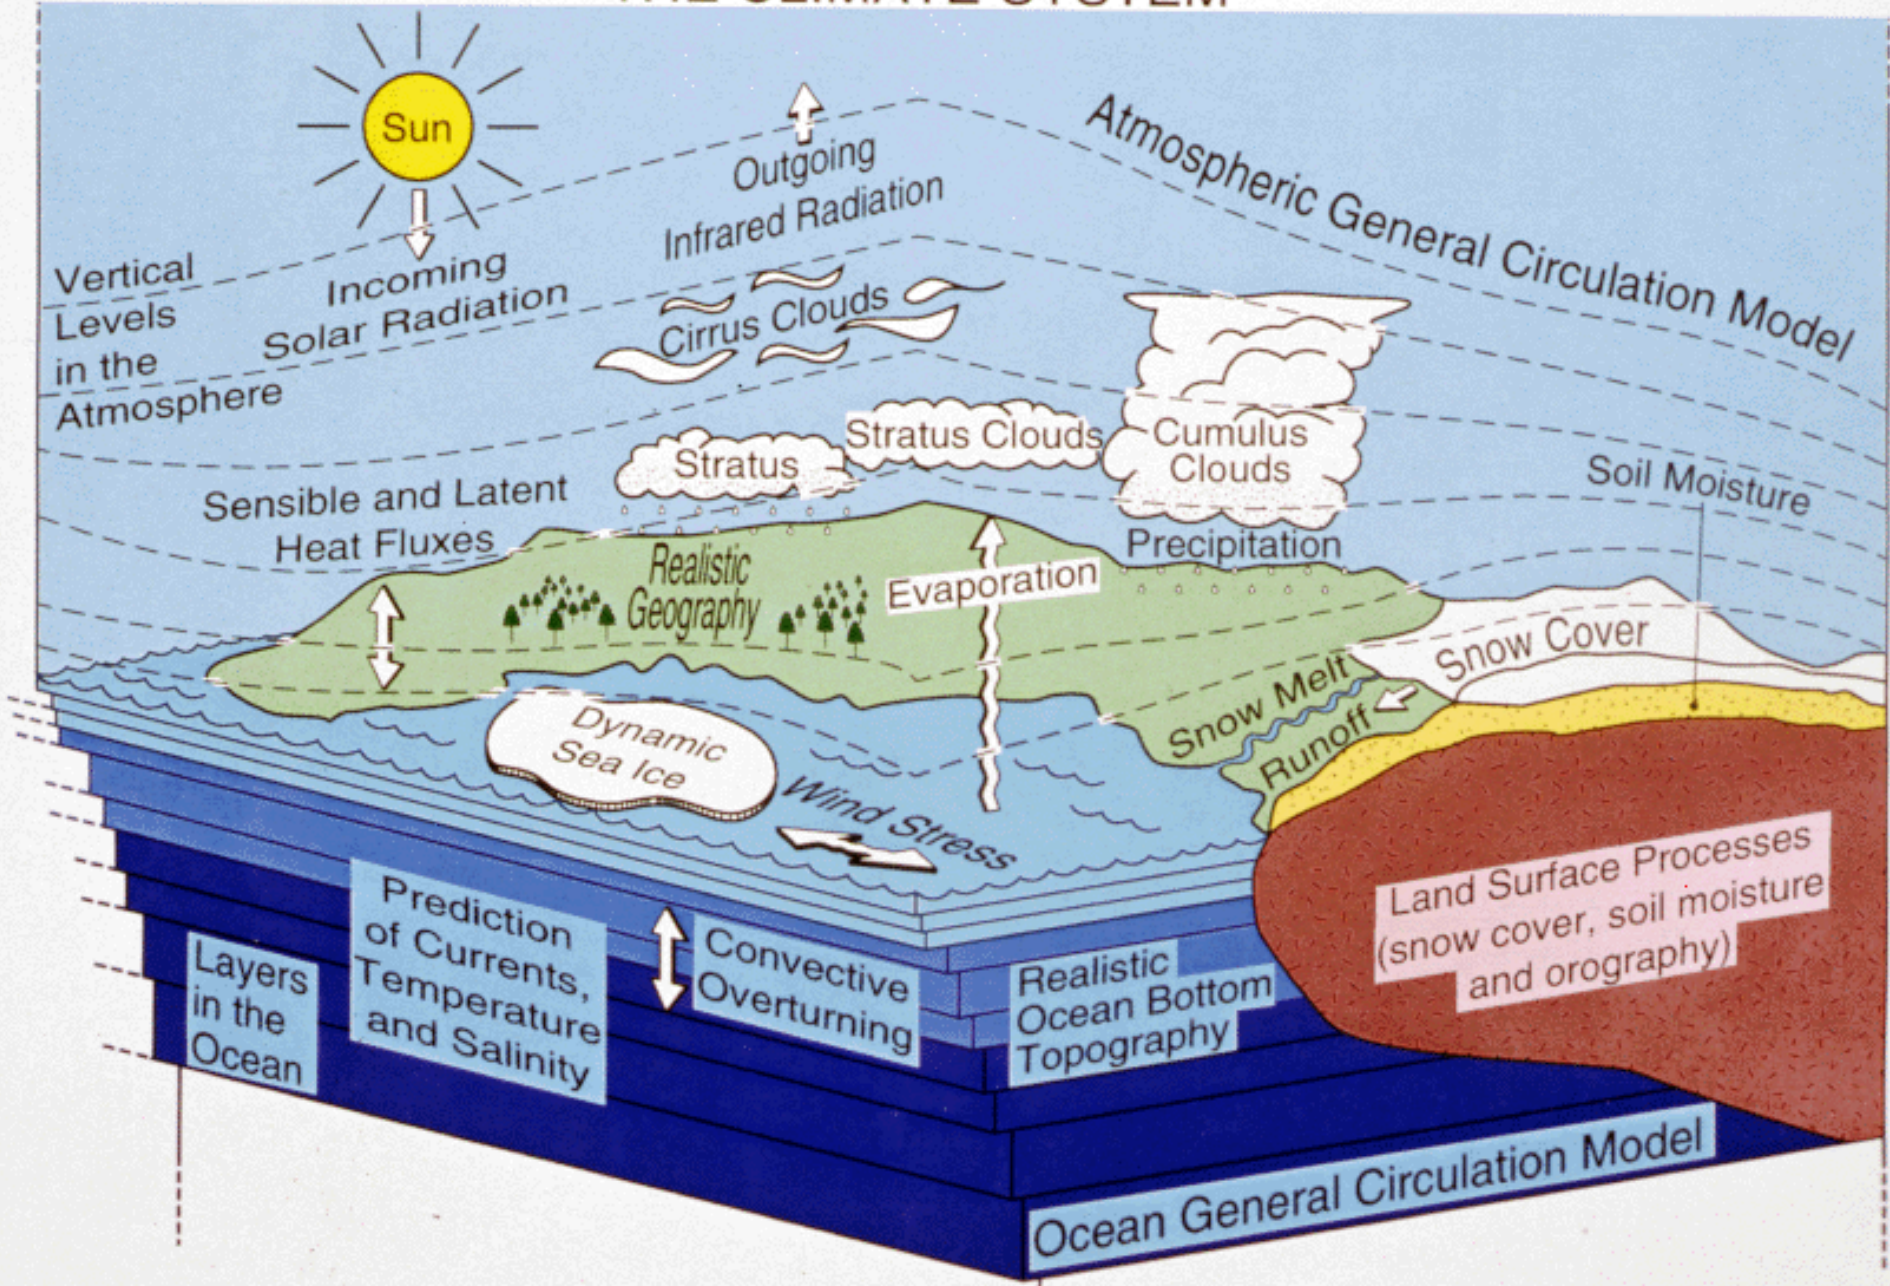 THE CLIMATE SYSTEM
Sun
Outgoing
Infrared Radiation
Atmospheric General Circulation Model
Vertical
Levels
in the
Atmosphere
Incoming
Solar Radiation
Cirrus Clouds
Stratus Clouds
Stratus
Cumulus
Clouds
Soil Moisture
Sensible and Latent
Heat Fluxes
Precipitation
Realistic
Geography
Evaporation
Snow Cover
Snow Melt
Runoff
Dynamic
Sea Ice
Wind Stress
Land Surface Processes
(snow cover, soil moisture
and orography)
Prediction
of Currents,
Temperature
and Salinity
Convective
Overturning
Layers
in the
Ocean
Realistic
Ocean Bottom
Topography
Ocean General Circulation Model